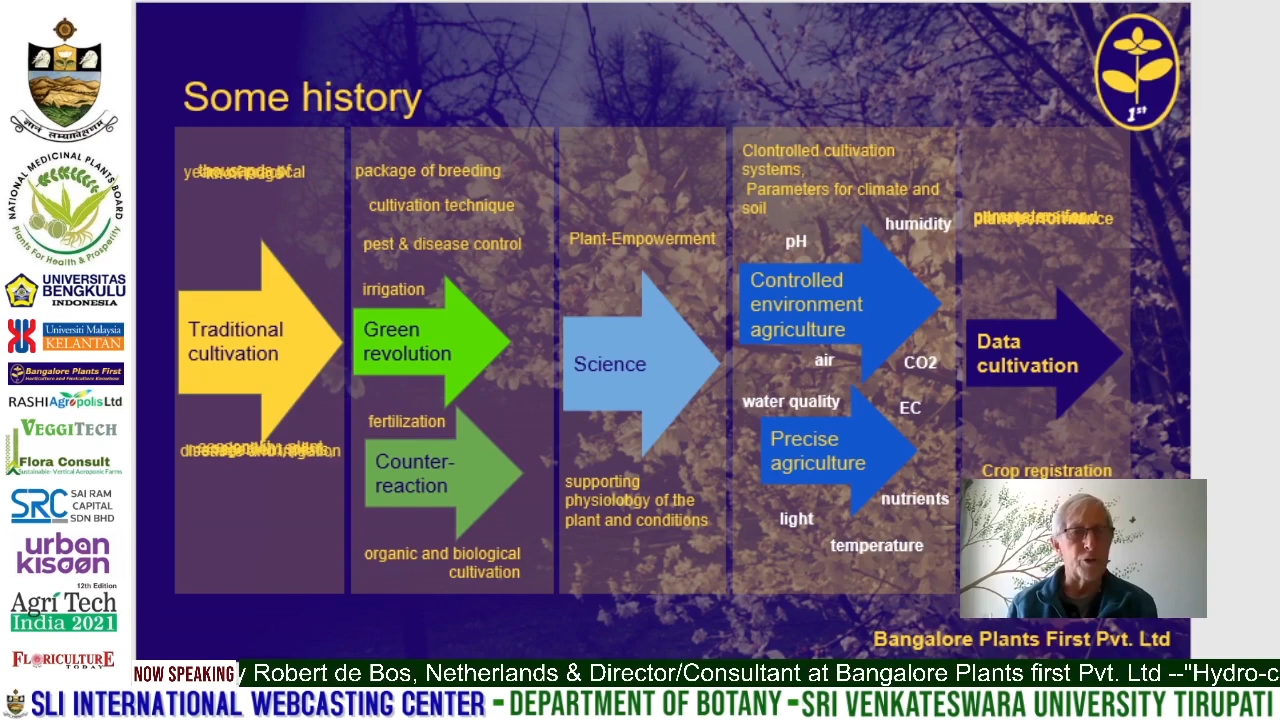 Some history
1st
package of breeding
cultivation technique
pest & disease control
irrigation
Traditional
cultivation
Green
revolution
fertilization
Counter-
reaction
organic and biological
cultivation
Plant-Empowerment
Science
supporting
physiolobgy of the
plant and conditions
Clontrolled cultivation
systems,
Parameters for climate and
soil
humidity
pH
Controlled
environment
agriculture
air
CO2
water quality
EC
Precise
agriculture
nutrients
light
temperature
Data
cultivation
Crop registration
Bangalore Plants First Pvt. Ltd
NATIONAL MEDICINAL PLANTS BOARD
Plants For Health & Prosperity
UNIVERSITAS
BENGKULU
INDONESIA
Universiti Malaysia
KELANTAN
Bangalore Plants First
RASHI Agropolis Ltd
VEGGITECH
Flora Consult
Sustainable- Vertical Aeroponic Farms
SRC SAI RAM
CAPITAL
SDN BHD
urban
kisaan
12th Edition
Agri Tech
India 2021
FLORICULTURE
TODAY
NOW SPEAKING y Robert de Bos, Netherlands & Director/Consultant at Bangalore Plants first Pvt. Ltd --"Hydro-c
SLI INTERNATIONAL WEBCASTING CENTER - DEPARTMENT OF BOTANY - SRI VENKATESWARA UNIVERSITY TIRUPATI